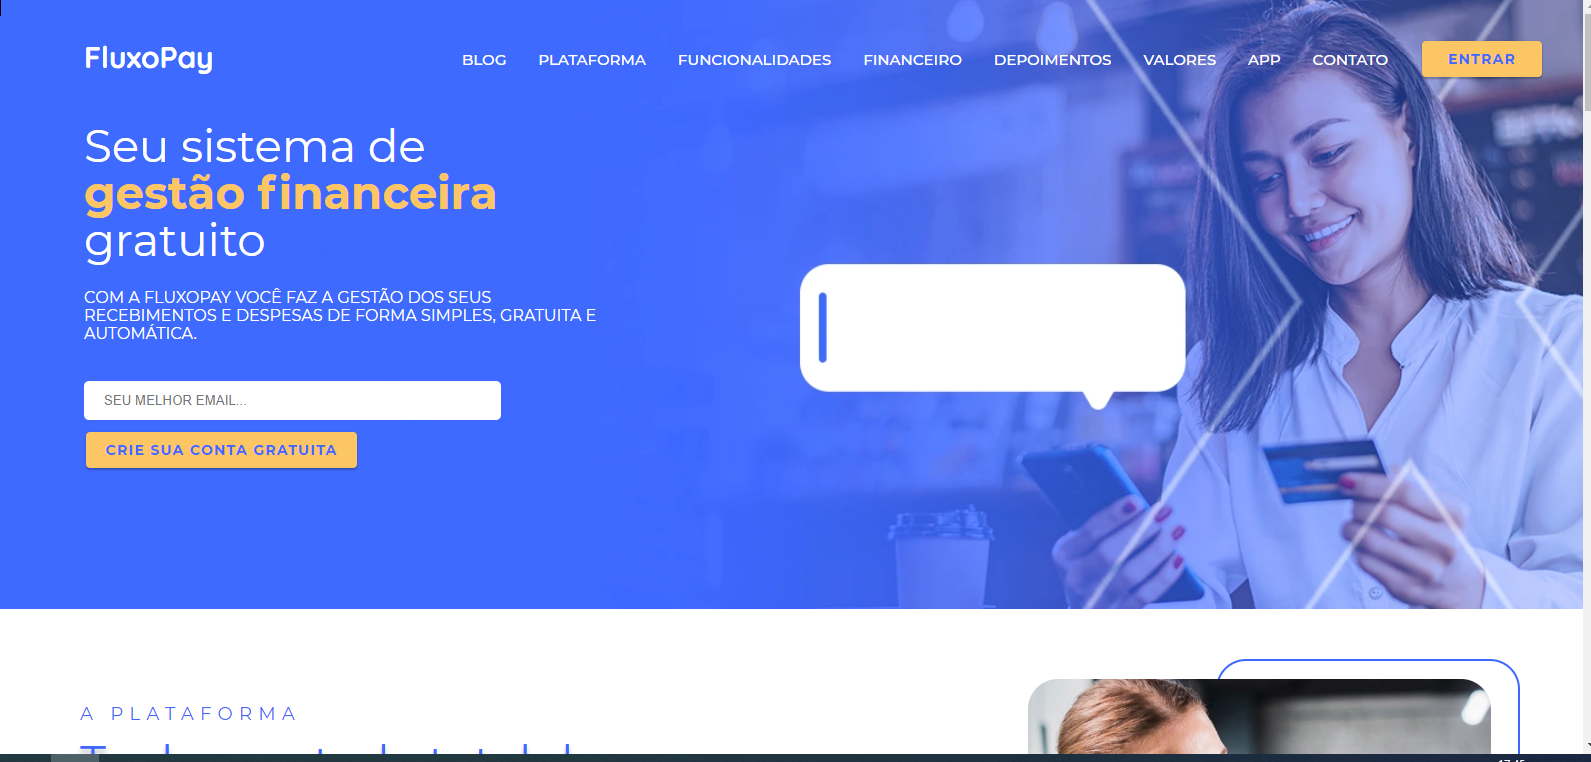 FluxoPay
BLOG PLATAFORMA FUNCIONALIDADES FINANCEIRO DEPOIMENTOS VALORES APP CONTATO ENTRAR
Seu sistema de
gestão financeira
gratuito
COM A FLUXOPAY VOCÊ FAZ A GESTÃO DOS SEUS
RECEBIMENTOS E DESPESAS DE FORMA SIMPLES, GRATUITA E
AUTOMÁTICA.
SEU MELHOR EMAIL...
CRIE SUA CONTA GRATUITA
A PLATAFORMA